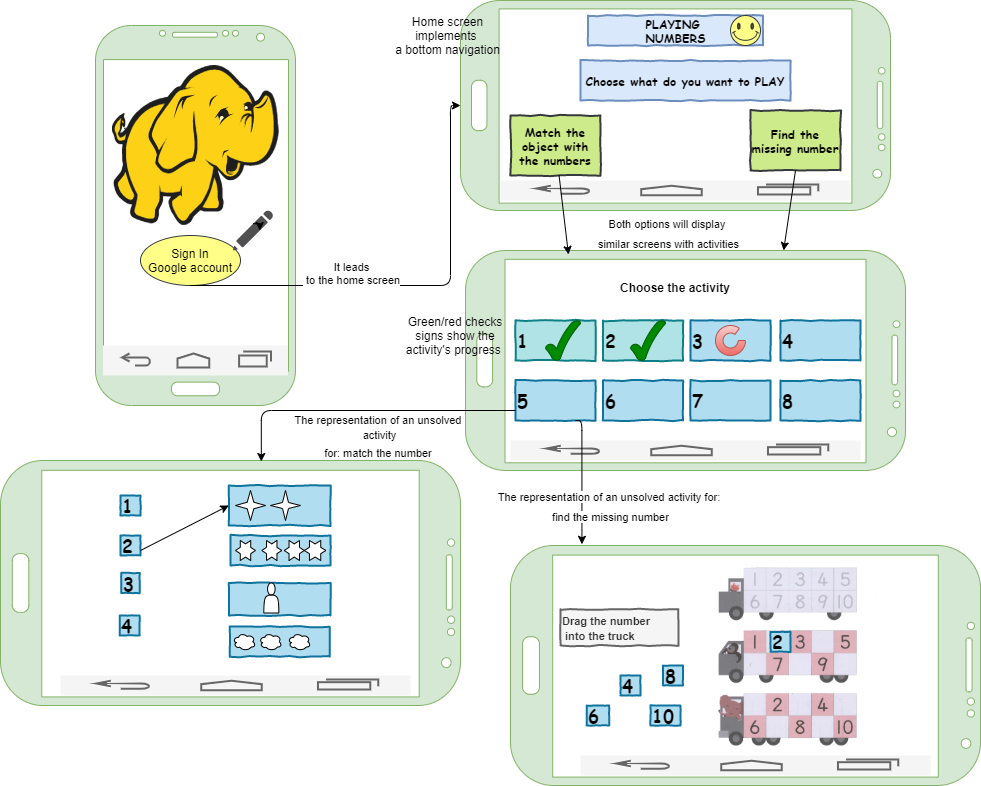 Home screen
implements
a bottom navigation
PLAYING
NUMBERS
Choose what do you want to PLAY
Match the
object with
the numbers
Find the
missing number
Sign In
Google account
It leads
to the home screen
Both options will display
similar screens with activities
Choose the activity
Green/red checks
signs show the
activity's progress
1 2 3 4
5 6 7 8
The representation of an unsolved
activity
for: match the number
The representation of an unsolved activity for:
find the missing number
1
2
3
4
Drag the number
into the truck
4 8
6 10
1 2 3 4 5
6 7 8 9 10
1 2 3 5
7 9
2 4
6 8 10